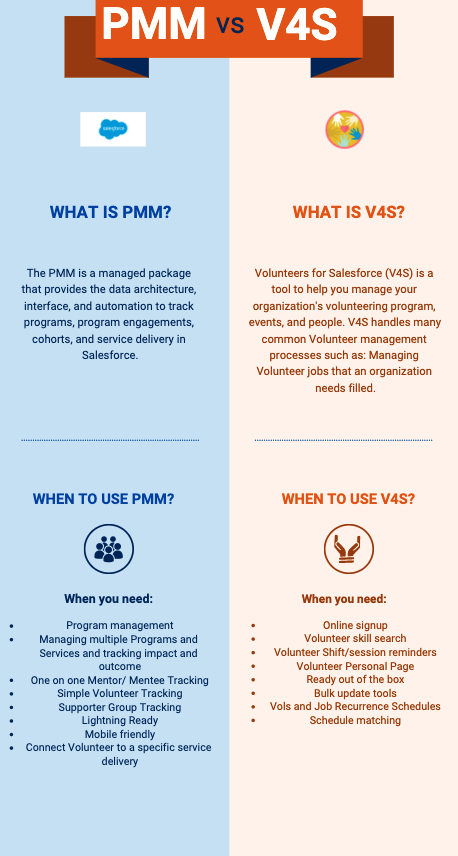 PMM VS V4S
salesforce
WHAT IS PMM?
The PMM is a managed package
that provides the data architecture,
interface, and automation to track
programs, program engagements,
cohorts, and service delivery in
Salesforce.
WHEN TO USE PMM?
When you need:
• Program management
• Managing multiple Programs and
Services and tracking impact and
outcome
• One on one Mentor/ Mentee Tracking
• Simple Volunteer Tracking
• Supporter Group Tracking
• Lightning Ready
• Mobile friendly
• Connect Volunteer to a specific service
delivery
WHAT IS V4S?
Volunteers for Salesforce (V4S) is a
tool to help you manage your
organization's volunteering program,
events, and people. V4S handles many
common Volunteer management
processes such as: Managing
Volunteer jobs that an organization
needs filled.
WHEN TO USE V4S?
When you need:
• Online signup
• Volunteer skill search
• Volunteer Shift/session reminders
• Volunteer Personal Page
• Ready out of the box
• Bulk update tools
• Vols and Job Recurrence Schedules
• Schedule matching